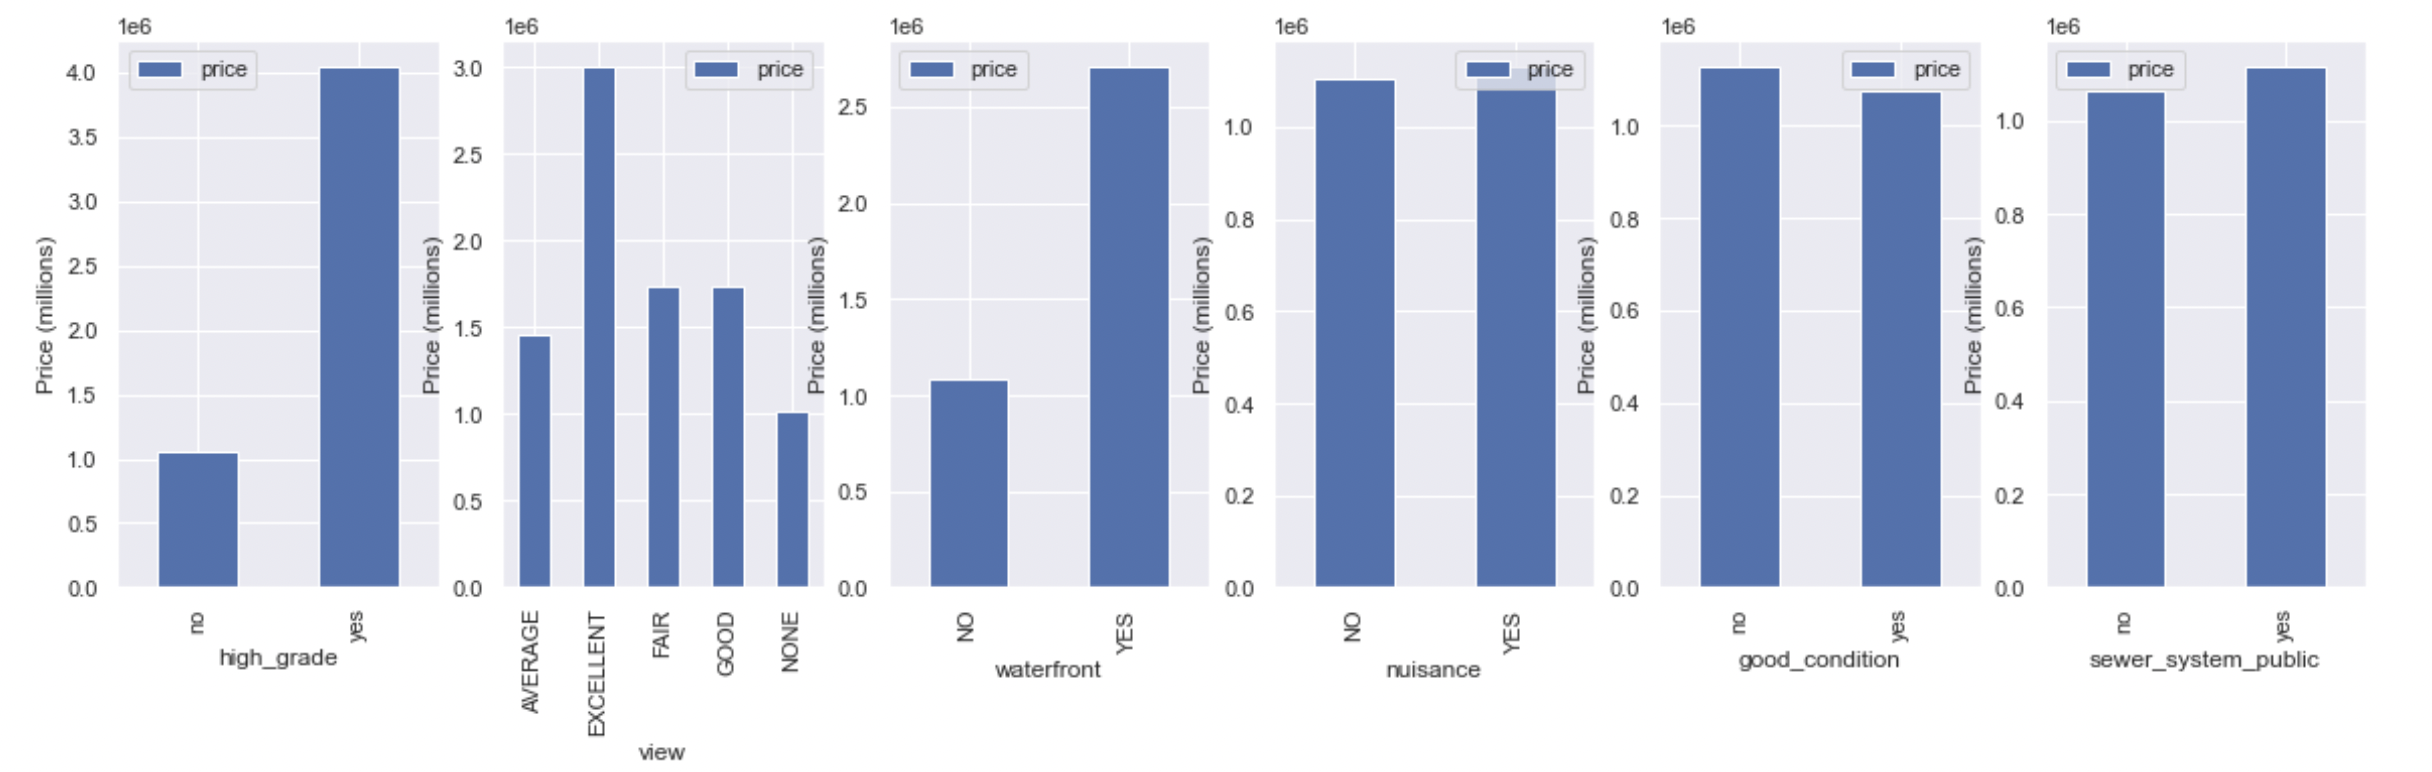 1e6
price
4.0
3.5
3.0
2.5
2.0
1.5
1.0
0.5
0.0
Price (millions)
no
yes
high_grade
1e6
price
3.0
2.5
2.0
1.5
1.0
0.5
0.0
Price (millions)
AVERAGE
EXCELLENT
FAIR
GOOD
NONE
view
1e6
price
2.5
2.0
1.5
1.0
0.5
0.0
Price (millions)
NO
YES
waterfront
1e6
price
1.0
0.8
0.6
0.4
0.2
0.0
Price (millions)
NO
YES
nuisance
1e6
price
1.0
0.8
0.6
0.4
0.2
0.0
Price (millions)
no
yes
good_condition
1e6
price
1.0
0.8
0.6
0.4
0.2
0.0
Price (millions)
no
yes
sewer_system_public